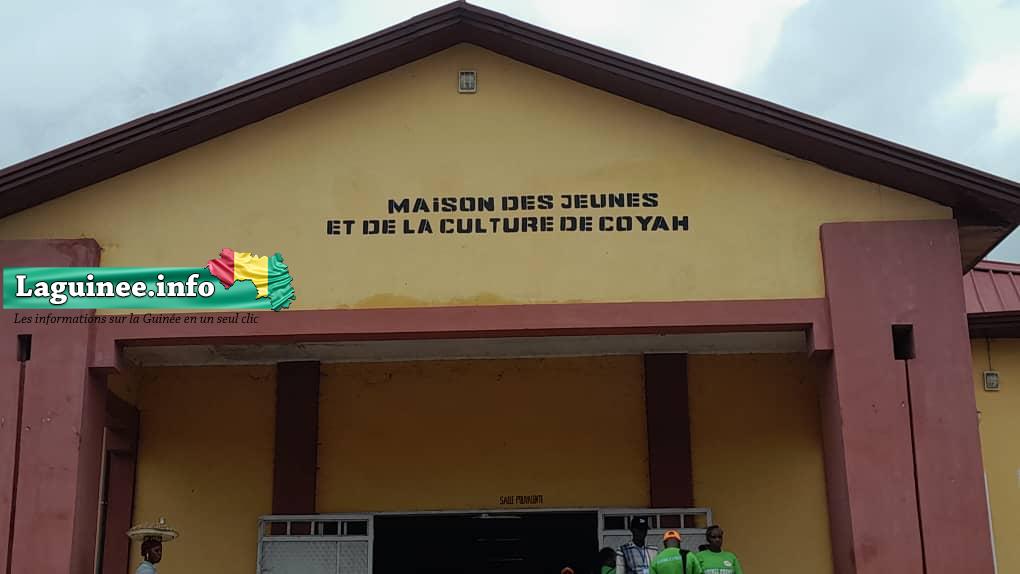 MAiSON DES JEUNES
ET DE LA CULTURE DE COYAH
Laguinee.info
Les informations sur la Guinée en un seul clic